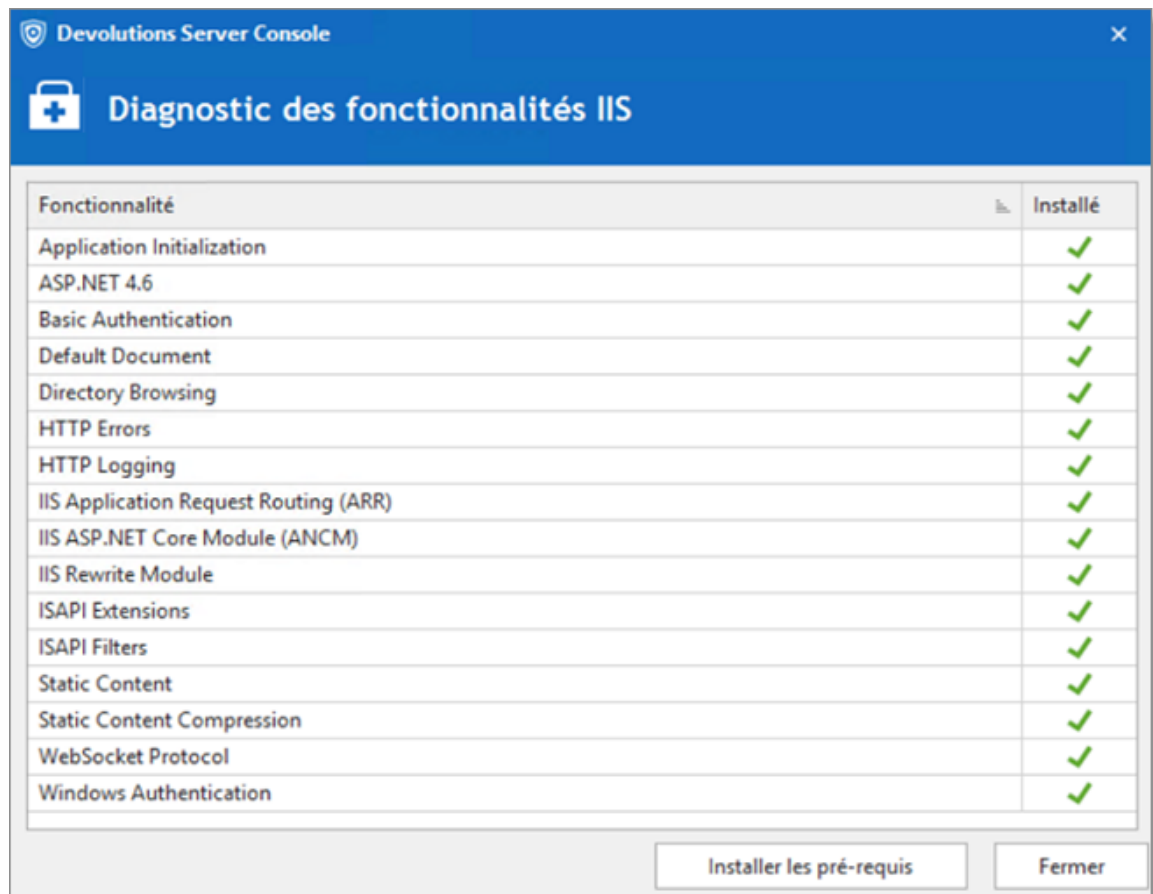 Devolutions Server Console
Diagnostic des fonctionnalités IIS
Fonctionnalité Installé
Application Initialization
ASP.NET 4.6
Basic Authentication
Default Document
Directory Browsing
HTTP Errors
HTTP Logging
IIS Application Request Routing (ARR)
IIS ASP.NET Core Module (ANCM)
IIS Rewrite Module
ISAPI Extensions
ISAPI Filters
Static Content
Static Content Compression
WebSocket Protocol
Windows Authentication
Installer les pré-requis Fermer